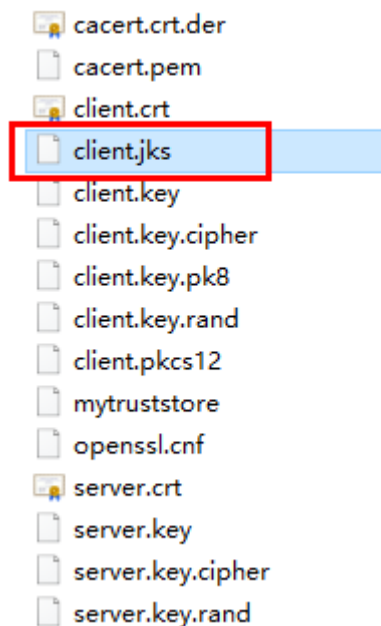 cacert.crt.der
cacert.pem
client.crt
client.jks
client.key
client.key.cipher
client.key.pk8
client.key.rand
client.pkcs12
mytruststore
openssl.cnf
server.crt
server.key
server.key.cipher
server.key.rand